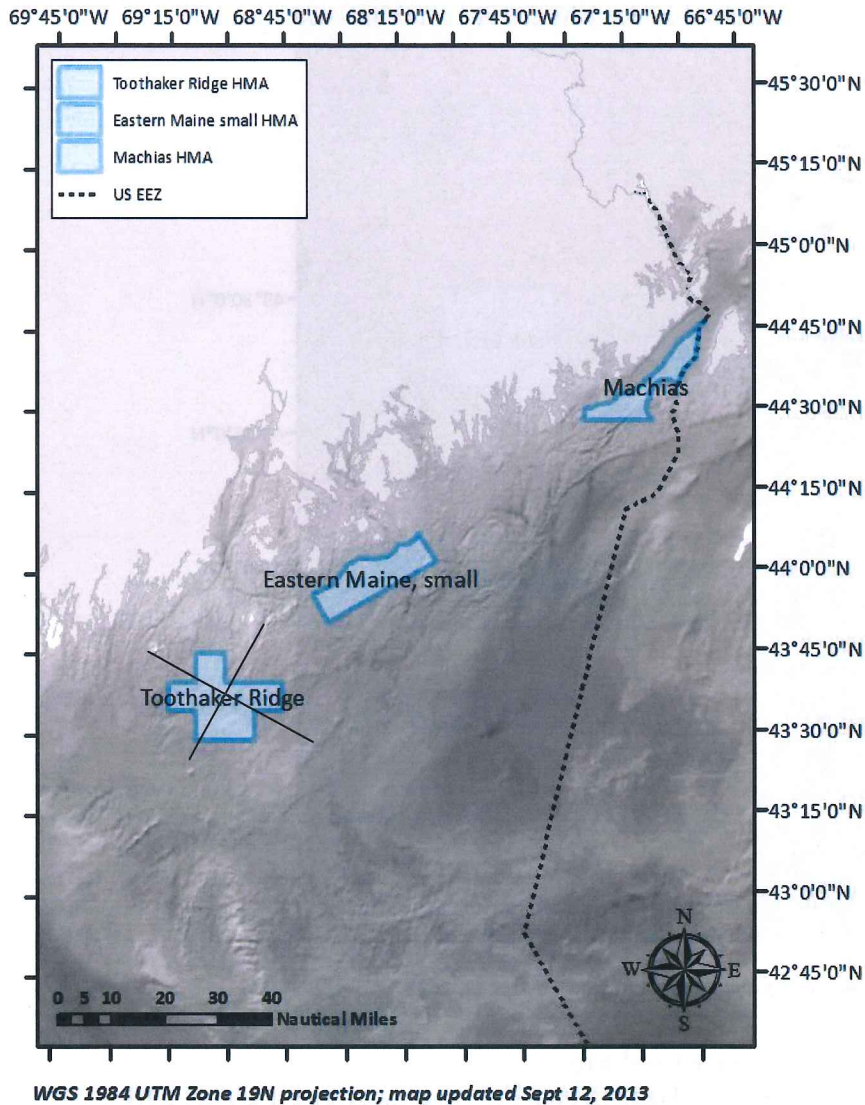 69°45'0"W 69°15'0"W 68°45'0"W 68°15'0"W 67°45'0"W 67°15'0"W 66°45'0"W
Toothaker Ridge HMA
Eastern Maine small HMA
Machias HMA
US EEZ
45°30'0"N
45°15'0"N
45°0'0"N
44°45'0"N
Machias
44°30'0"N
44°15'0"N
44°0'0"N
Eastern Maine, small
43°45'0"N
Toothaker Ridge
43°30'0"N
43°15'0"N
43°0'0"N
N
W E
S
42°45'0"N
0 5 10 20 30 40
Nautical Miles
WGS 1984 UTM Zone 19N projection; map updated Sept 12, 2013